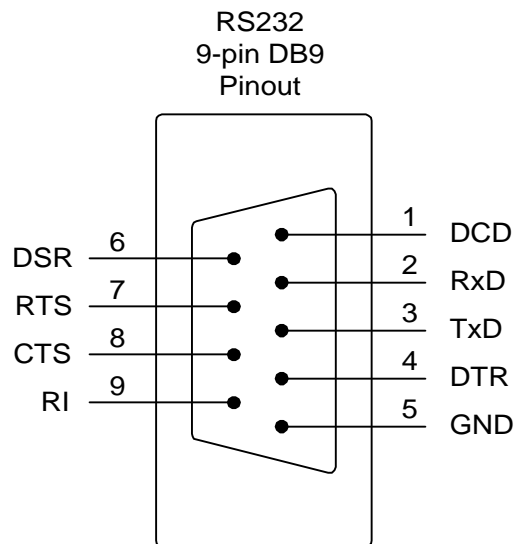 RS232
9-pin DB9
Pinout
1 DCD
DSR 6
2 RxD
RTS 7
3 TxD
CTS 8
4 DTR
RI 9
5 GND